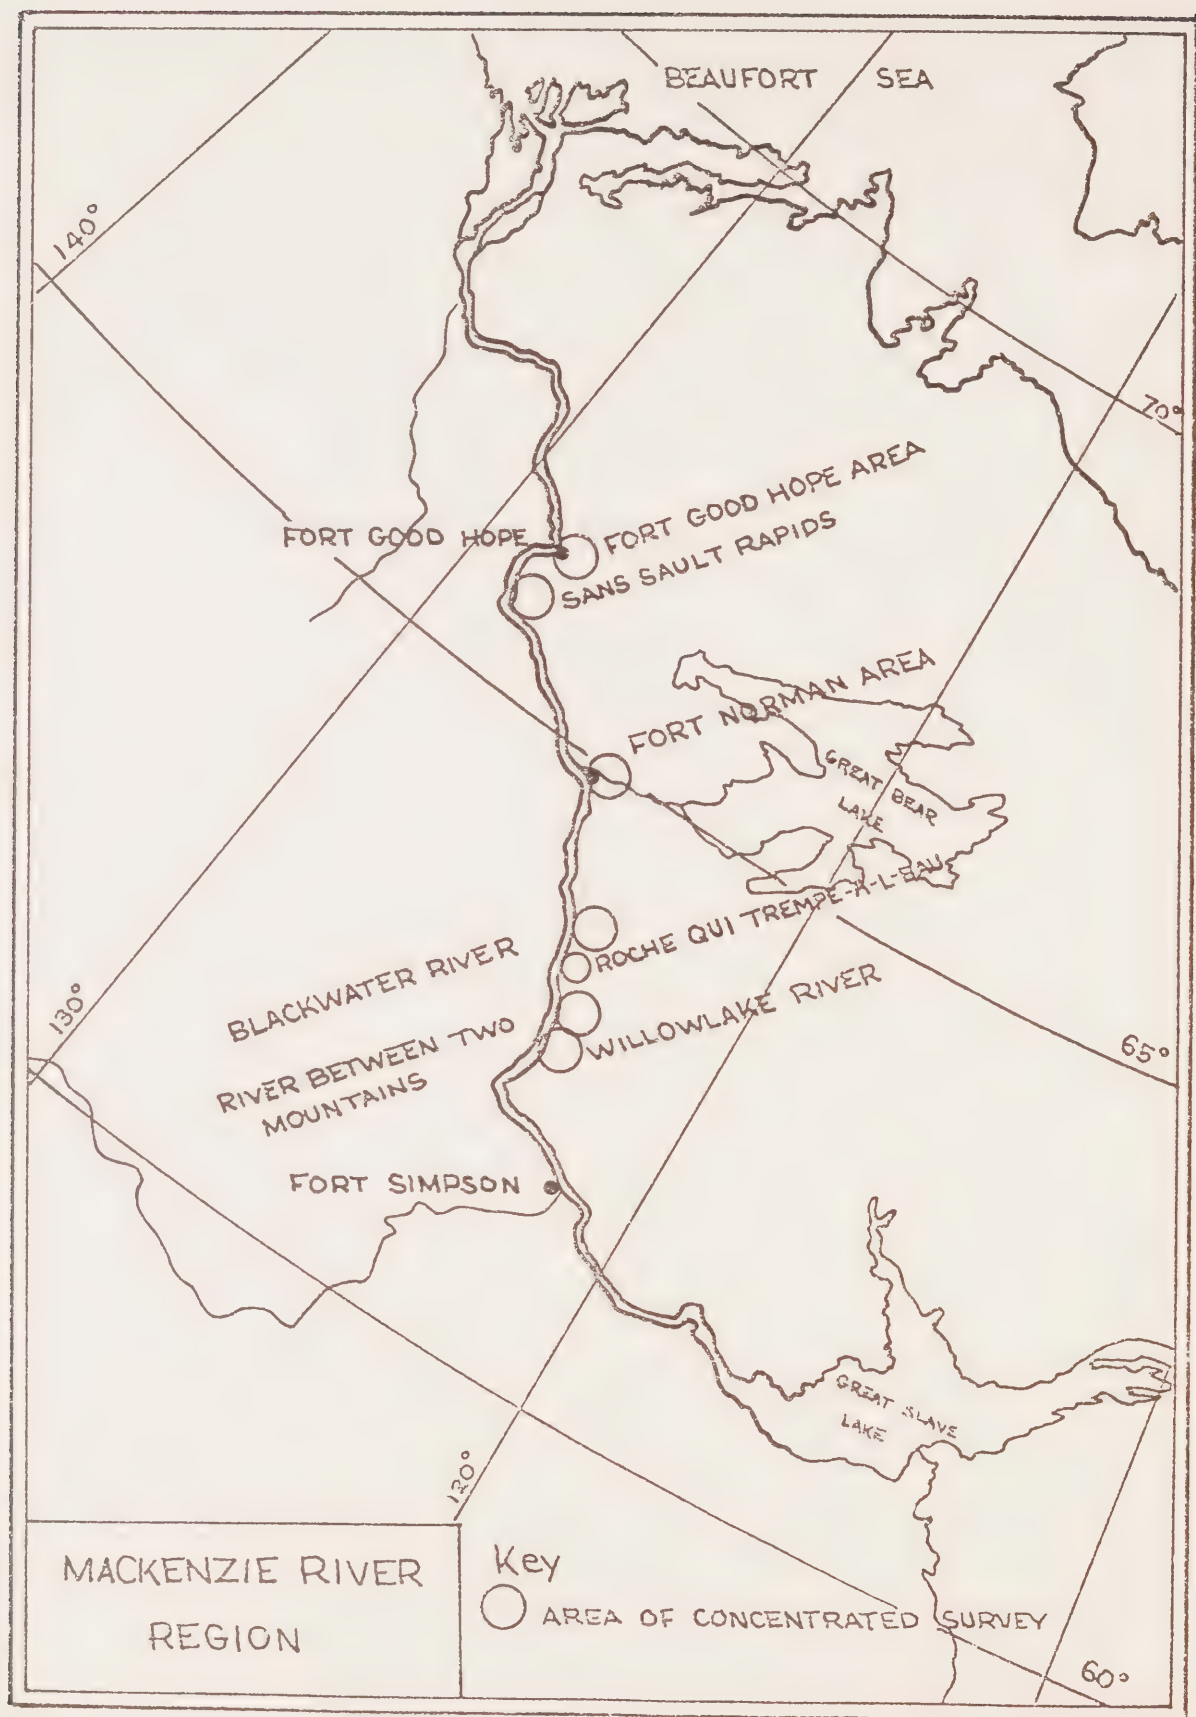 BEAUFORT SEA
140°
70°
FORT GOOD HOPE AREA
FORT GOOD HOPE
SANS SAULT RAPIDS
FORT NORMAN AREA
GREAT BEAR
LAKE
ROCHE QUI TREMPE-A-L-EAU
BLACKWATER RIVER
WILLOWLAKE RIVER
130°
RIVER BETWEEN TWO
MOUNTAINS
65°
FORT SIMPSON
GREAT SLAVE
LAKE
120°
MACKENZIE RIVER
REGION
Key
AREA OF CONCENTRATED SURVEY
60°